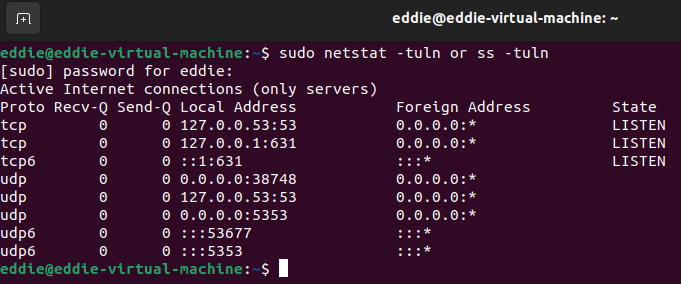 eddie@eddie-virtual-machine: ~
eddie@eddie-virtual-machine:~$ sudo netstat -tuln or ss -tuln
[sudo] password for eddie:
Active Internet connections (only servers)
Proto Recv-Q Send-Q Local Address           Foreign Address         State
tcp        0      0 127.0.0.53:53           0.0.0.0:*               LISTEN
tcp        0      0 127.0.0.1:631           0.0.0.0:*               LISTEN
tcp6       0      0 ::1:631                 :::*                    LISTEN
udp        0      0 0.0.0.0:38748           0.0.0.0:*
udp        0      0 127.0.0.53:53           0.0.0.0:*
udp        0      0 0.0.0.0:5353            0.0.0.0:*
udp6       0      0 :::53677                :::*
udp6       0      0 :::5353                 :::*
eddie@eddie-virtual-machine:~$